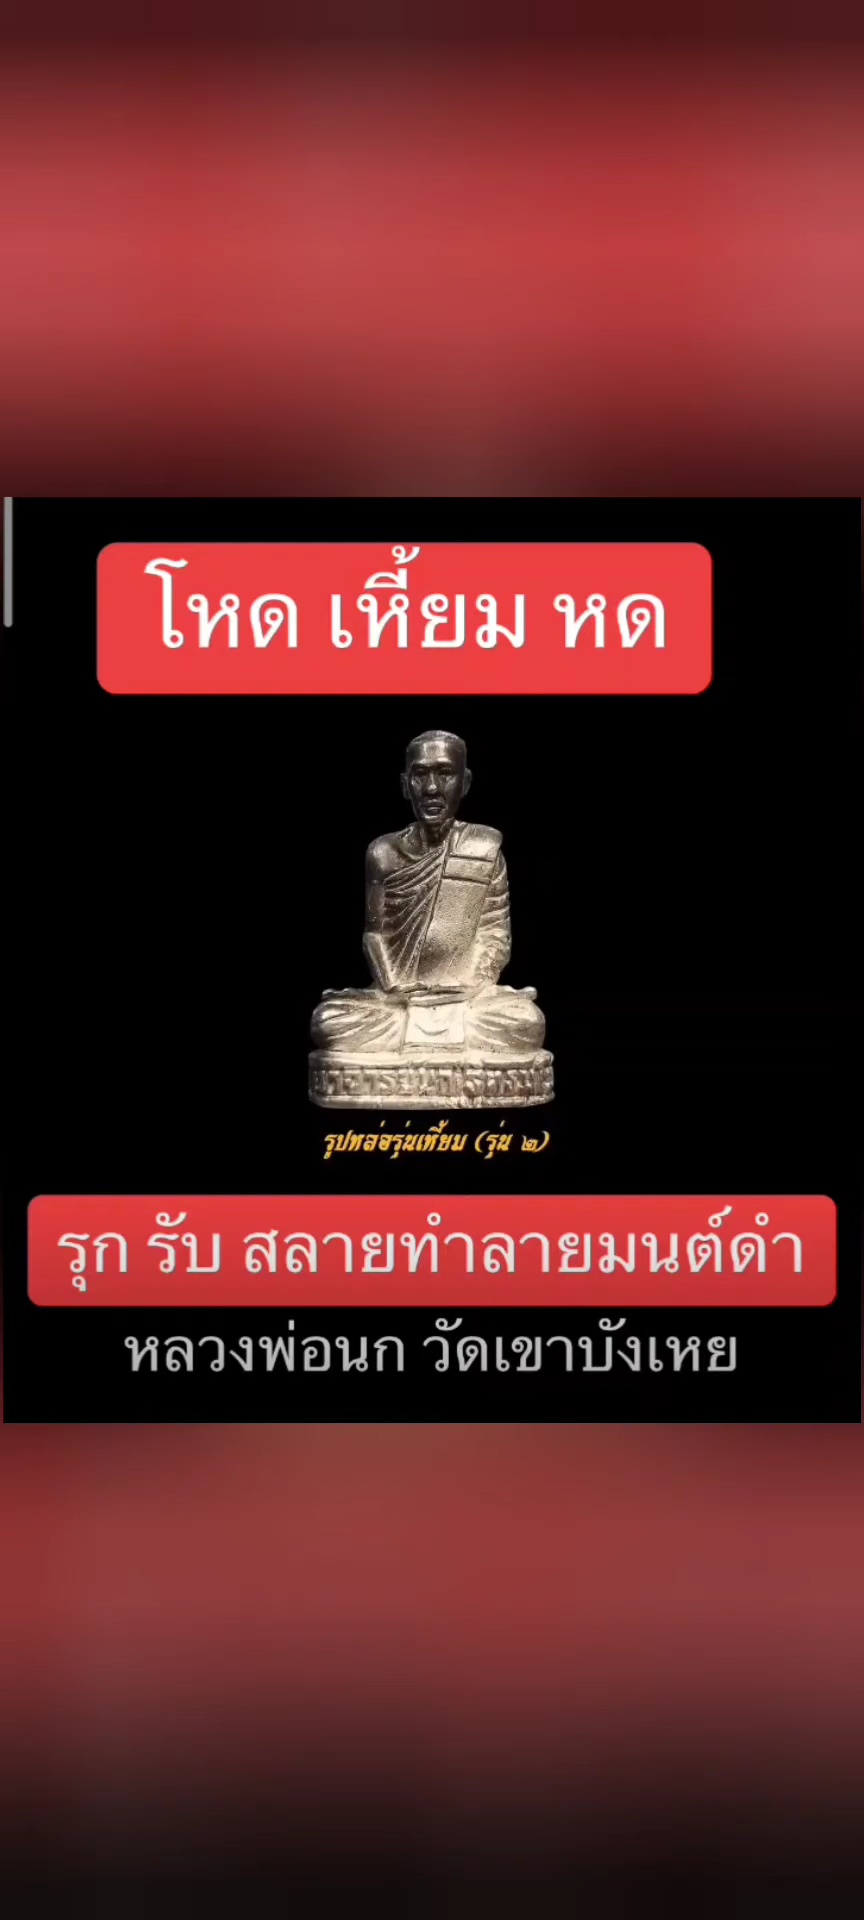 โหด เหี้ยม หด
รูปหล่อรุ่นเหี้ยม (รุ่น ๒)
รุก รับ สลายทำลายมนต์ดำ
หลวงพ่อนก วัดเขาบังเหย